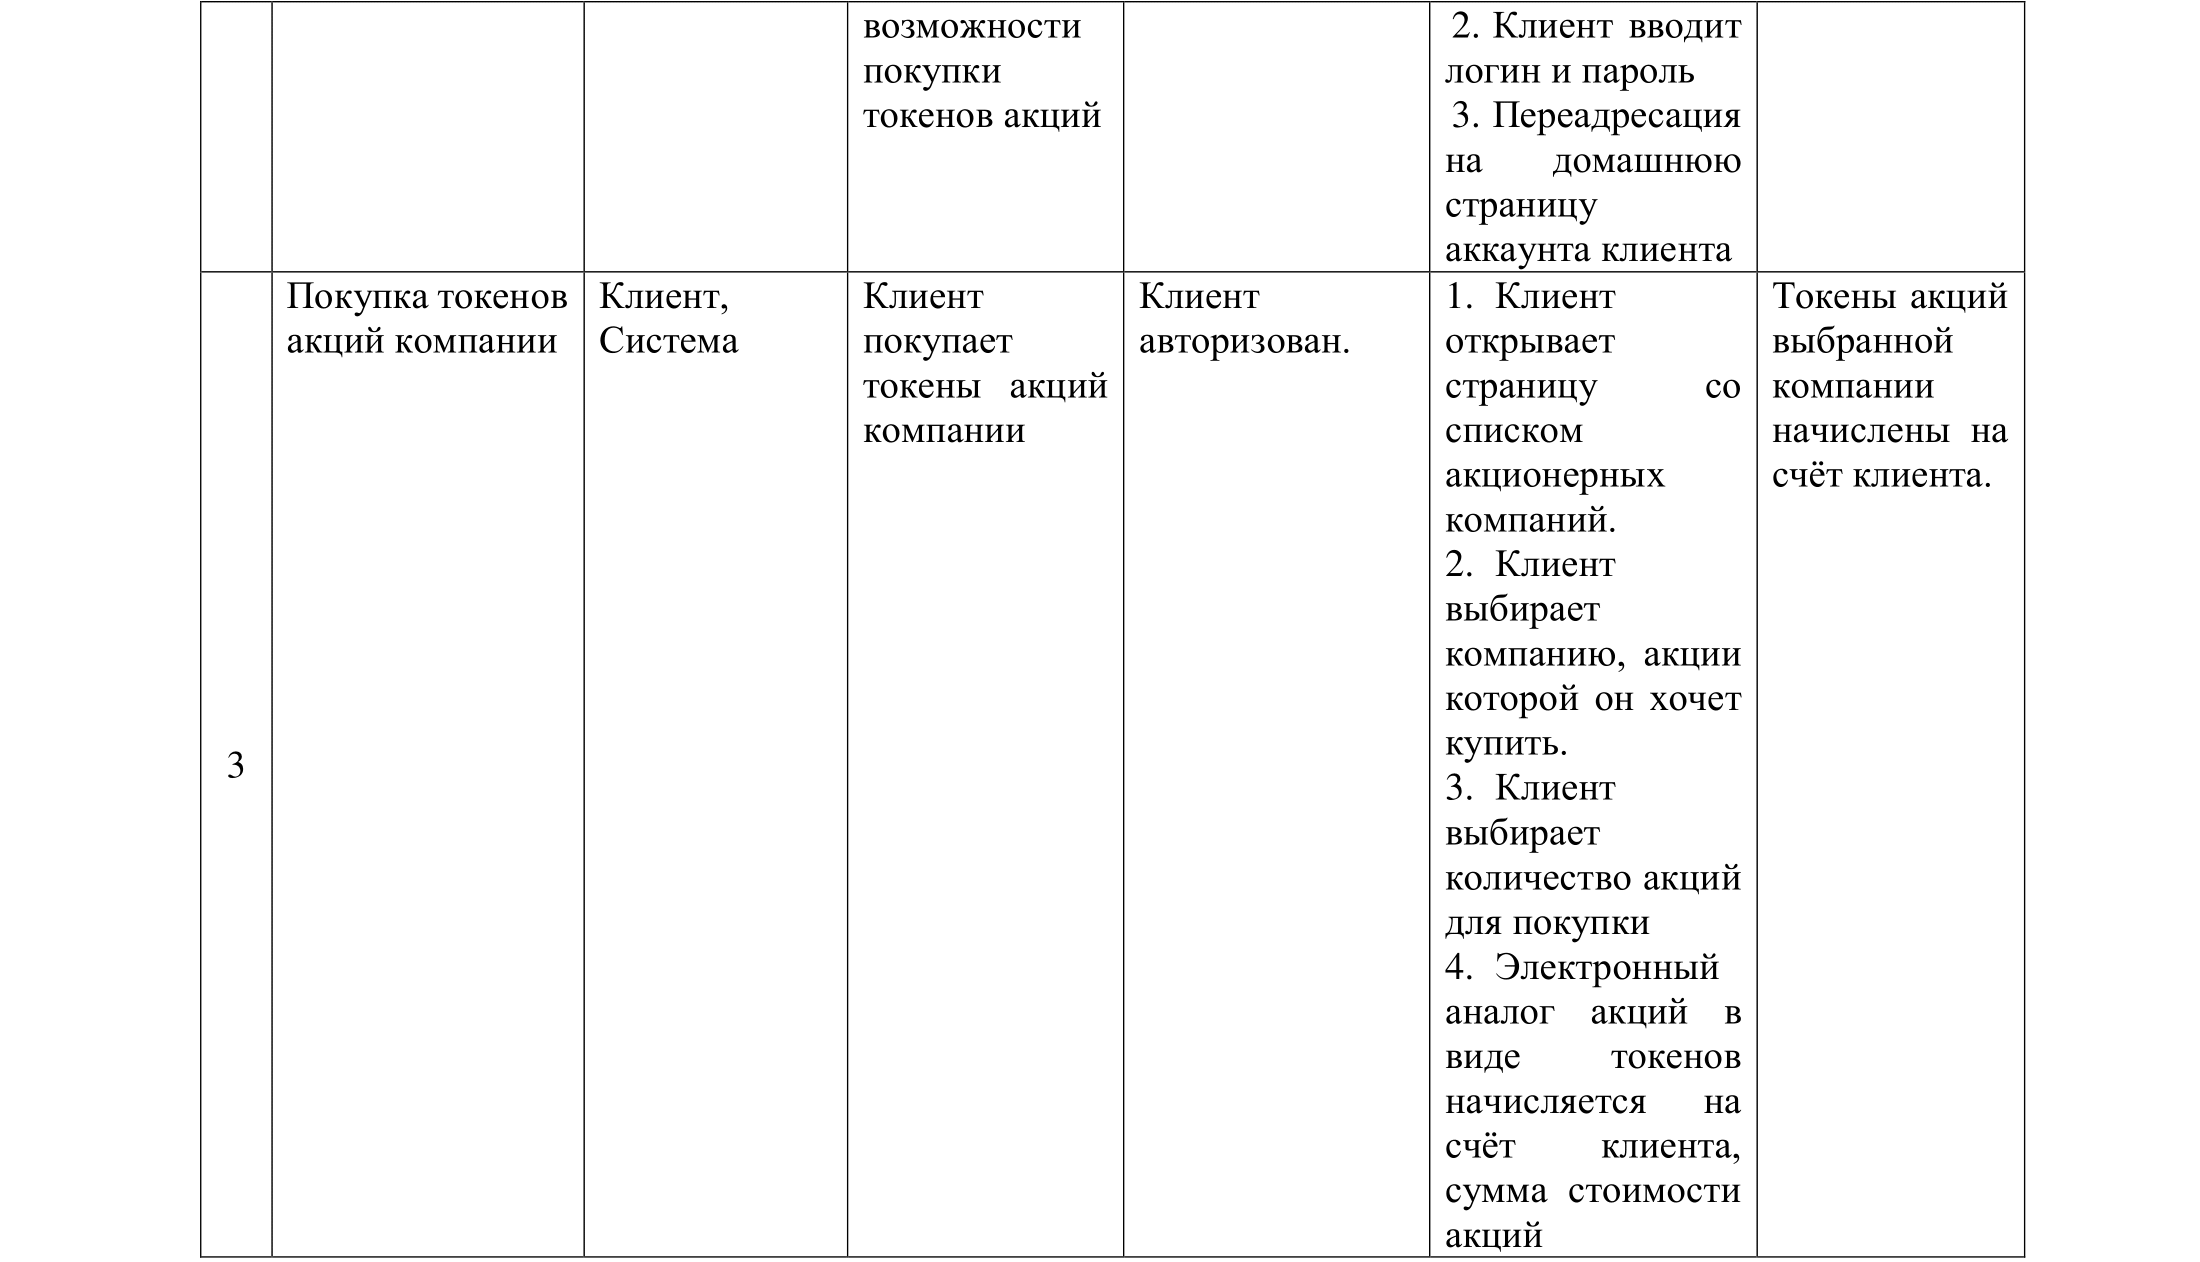 возможности
покупки
токенов акций
2. Клиент вводит
логин и пароль
3. Переадресация
на домашнюю
страницу
аккаунта клиента
3
Покупка токенов
акций компании
Клиент,
Система
Клиент
покупает
токены акций
компании
Клиент
авторизован.
1. Клиент
открывает
страницу со
списком
акционерных
компаний.
2. Клиент
выбирает
компанию, акции
которой он хочет
купить.
3. Клиент
выбирает
количество акций
для покупки
4. Электронный
аналог акций в
виде токенов
начисляется на
счёт клиента,
сумма стоимости
акций
Токены акций
выбранной
компании
начислены на
счёт клиента.